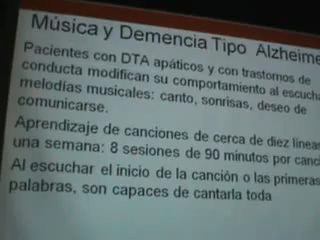 Música y Demencia Tipo Alzheime
Pacientes con DTA apáticos y con trastornos de
conducta modifican su comportamiento al escucha
melodías musicales: canto, sonrisas, deseo de
comunicarse.
Aprendizaje de canciones de cerca de diez líneas
una semana: 8 sesiones de 90 minutos por canci
Al escuchar el inicio de la canción o las primeras
palabras, son capaces de cantarla toda